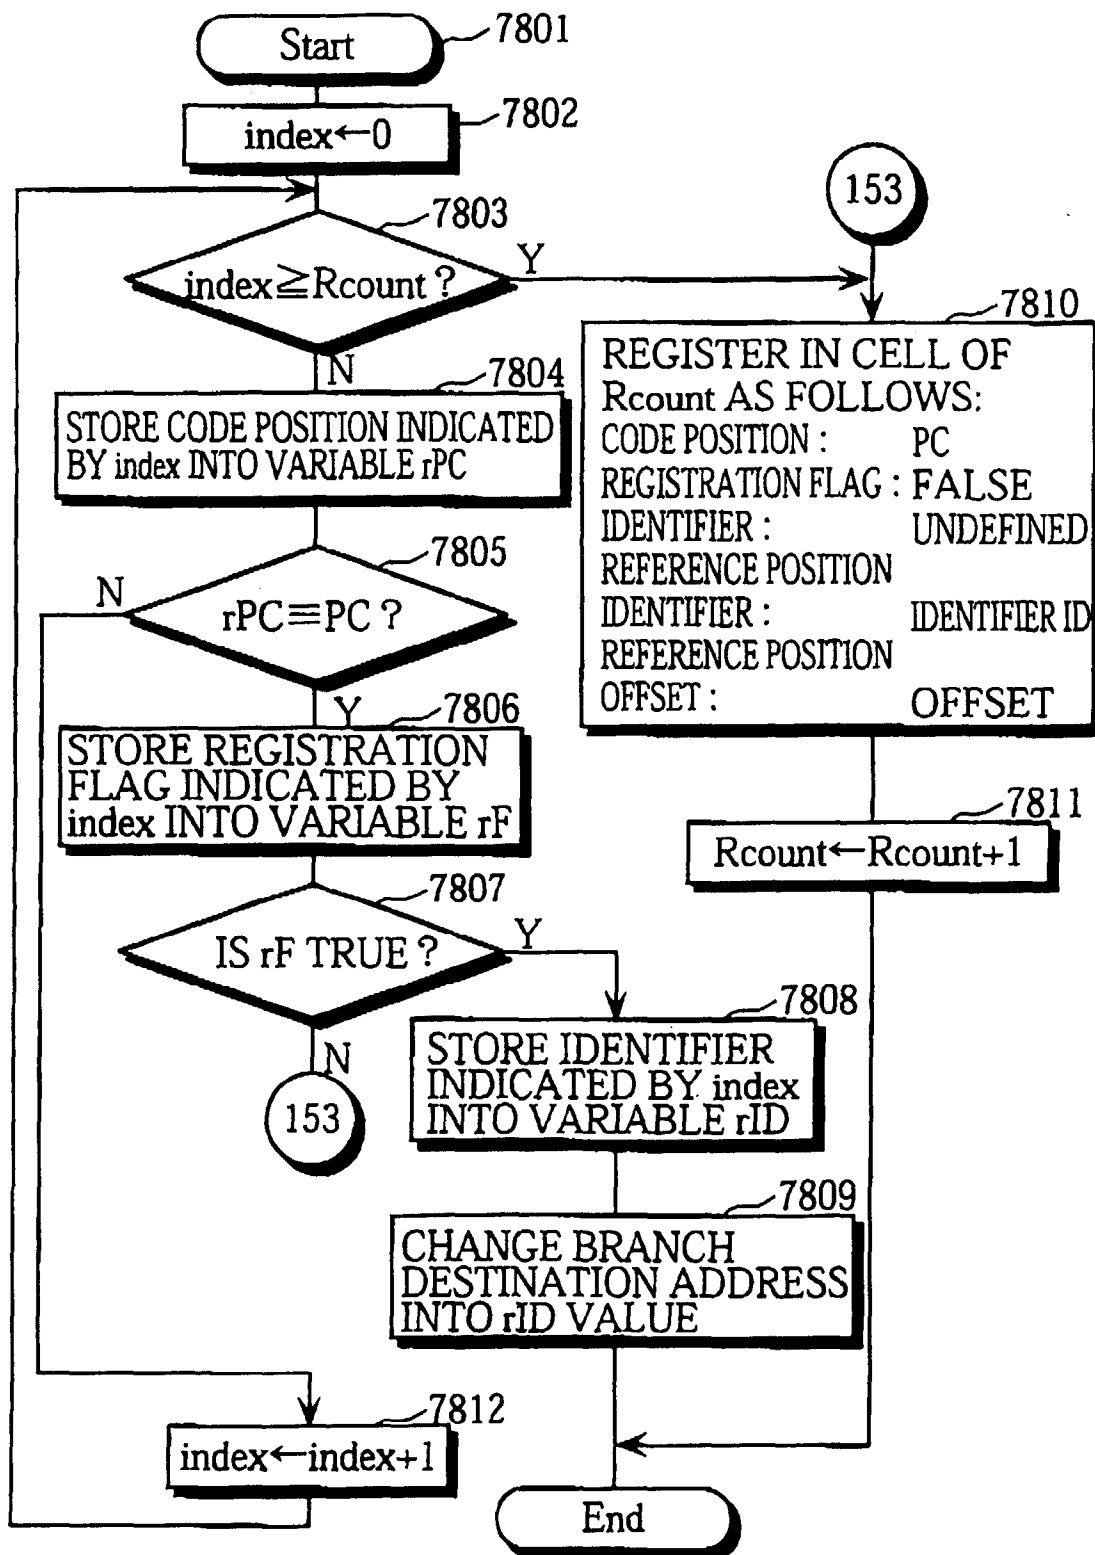 Start
7801
index←0
7802
153
7803
index≧Rcount?
Y
N
7804
STORE CODE POSITION INDICATED
BY index INTO VARIABLE rPC
7805
N
rPC≡PC?
Y
7806
STORE REGISTRATION
FLAG INDICATED BY
index INTO VARIABLE rF
7807
IS rF TRUE?
Y
N
153
7808
STORE IDENTIFIER
INDICATED BY index
INTO VARIABLE rID
7809
CHANGE BRANCH
DESTINATION ADDRESS
INTO rID VALUE
7810
REGISTER IN CELL OF
Rcount AS FOLLOWS:
CODE POSITION : PC
REGISTRATION FLAG : FALSE
IDENTIFIER : UNDEFINED
REFERENCE POSITION
IDENTIFIER : IDENTIFIER ID
REFERENCE POSITION
OFFSET : OFFSET
7811
Rcount←Rcount+1
7812
index←index+1
End